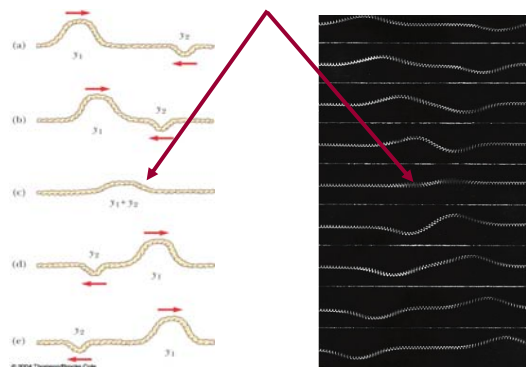 (a)
y₁
y₂
(b)
y₁
y₂
(c)
y₁ + y₂
(d)
y₂
y₁
(e)
y₂
y₁
© 2004 Thomson/Brooks Cole